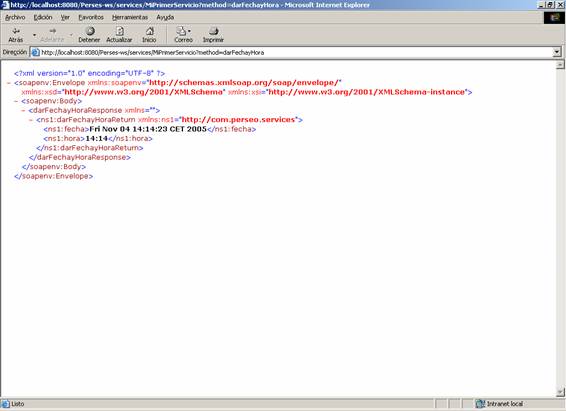 http://localhost:8080/Perses-ws/services/MiPrimerServicio?method=darFechayHora - Microsoft Internet Explorer
Archivo Edición Ver Favoritos Herramientas Ayuda
Atrás Adelante Detener Actualizar Inicio Correo Imprimir
Dirección http://localhost:8080/Perses-ws/services/MiPrimerServicio?method=darFechayHora
<?xml version="1.0" encoding="UTF-8" ?>
- <soapenv:Envelope xmlns:soapenv="http://schemas.xmlsoap.org/soap/envelope/"
xmlns:xsd="http://www.w3.org/2001/XMLSchema" xmlns:xsi="http://www.w3.org/2001/XMLSchema-instance">
- <soapenv:Body>
- <darFechayHoraResponse xmlns="">
- <ns1:darFechayHoraReturn xmlns:ns1="http://com.perseo.services">
<ns1:fecha>Fri Nov 04 14:14:23 CET 2005</ns1:fecha>
<ns1:hora>14:14</ns1:hora>
</ns1:darFechayHoraReturn>
</darFechayHoraResponse>
</soapenv:Body>
</soapenv:Envelope>
Listo Intranet local